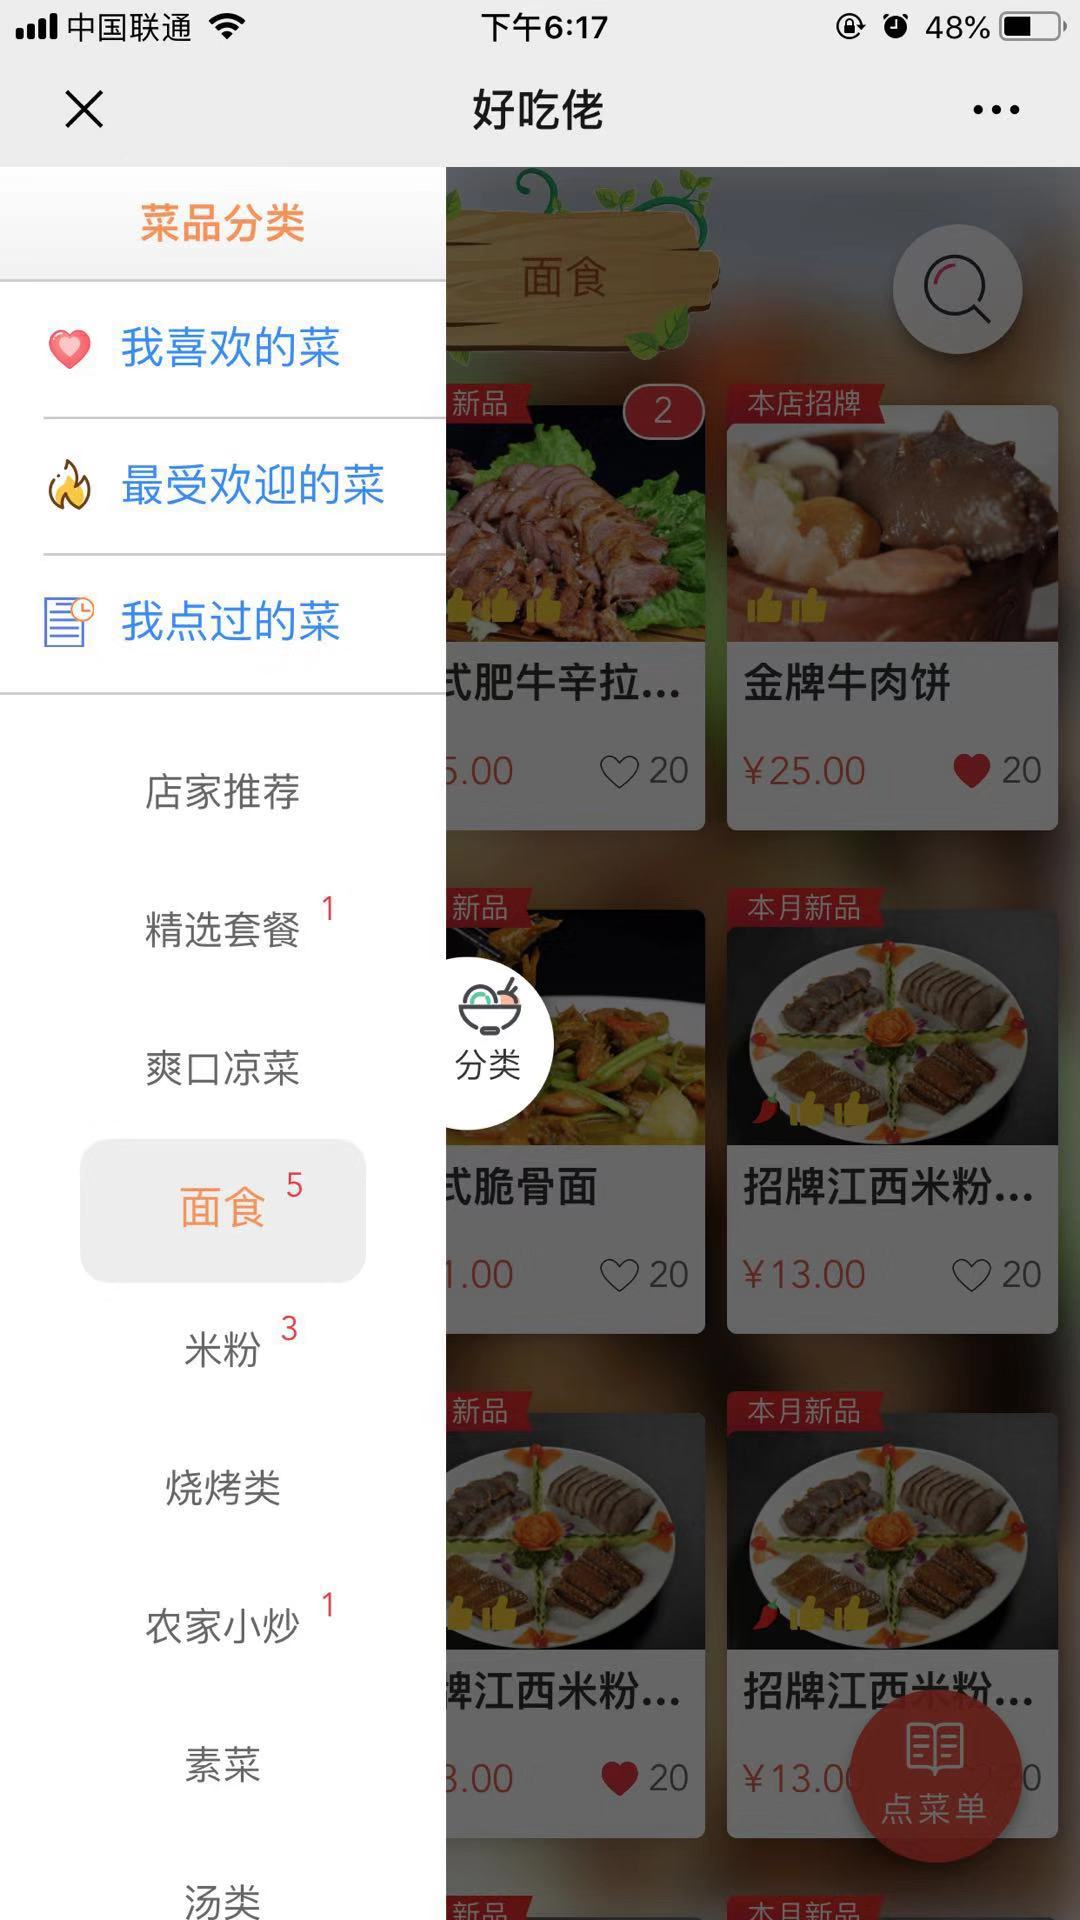 中国联通
下午6:17
48%
好吃佬
菜品分类
我喜欢的菜
最受欢迎的菜
我点过的菜
店家推荐
精选套餐 1
爽口凉菜
面食 5
米粉 3
烧烤类
农家小炒 1
素菜
汤类
面食
新品
2
本店招牌
式肥牛辛拉...
金牌牛肉饼
5.00
20
¥25.00
20
新品
本月新品
分类
式脆骨面
招牌江西米粉...
1.00
20
¥13.00
20
新品
本月新品
牌江西米粉...
招牌江西米粉...
3.00
20
¥13.00
20
点菜单
新品
本月新品